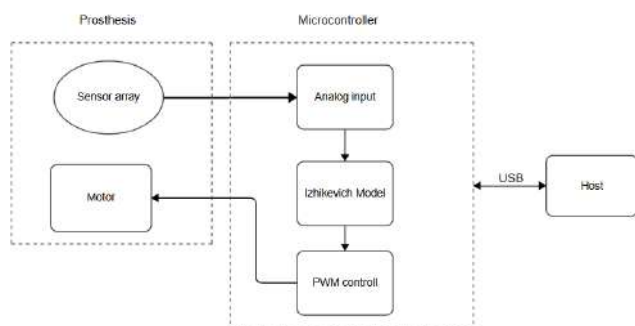 Prosthesis
Microcontroller
Sensor array
Analog input
Motor
Izhikevich Model
USB
Host
PWM controll